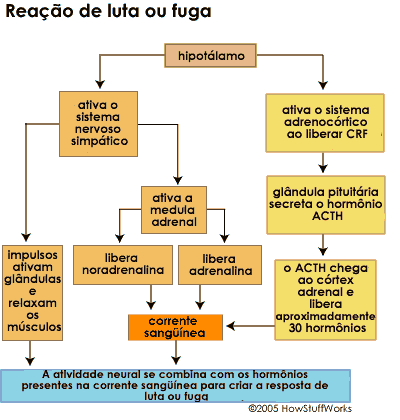 Reação de luta ou fuga
hipotálamo
ativa o
sistema
nervoso
simpático
ativa o sistema
adrenocórtico
ao liberar CRF
ativa a
medula
adrenal
glândula pituitária
secreta o hormônio
ACTH
impulsos
ativam
glândulas
e
relaxam
os
músculos
libera
noradrenalina
libera
adrenalina
o ACTH chega
ao córtex
adrenal e
libera
aproximadamente
30 hormônios
corrente
sangüínea
A atividade neural se combina com os hormônios
presentes na corrente sangüínea para criar a resposta de
luta ou fuga
©2005 HowStuffWorks